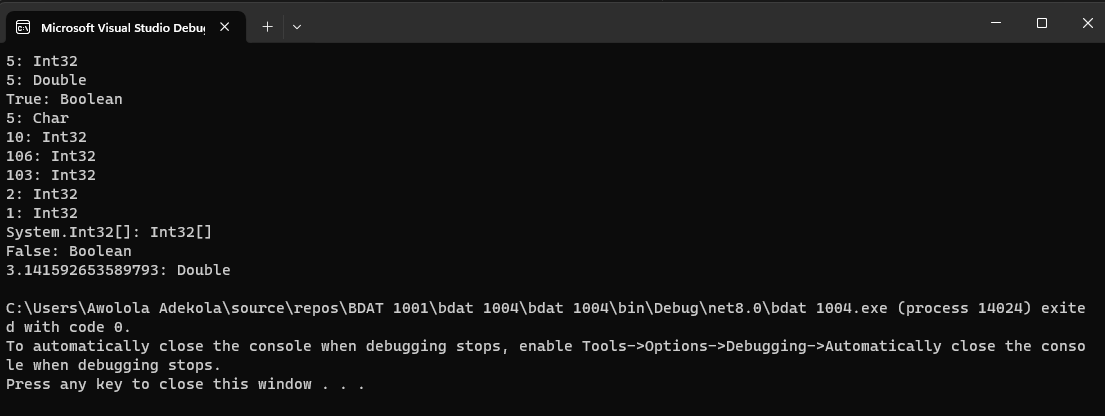 Microsoft Visual Studio Debu
5: Int32
5: Double
True: Boolean
5: Char
10: Int32
106: Int32
103: Int32
2: Int32
1: Int32
System.Int32[]: Int32[]
False: Boolean
3.141592653589793: Double
C:\Users\Awolola Adekola\source\repos\BDAT 1001\bdat 1004\bdat 1004\bin\Debug\net8.0\bdat 1004.exe (process 14024) exite
d with code 0.
To automatically close the console when debugging stops, enable Tools->Options->Debugging->Automatically close the conso
le when debugging stops.
Press any key to close this window . . .